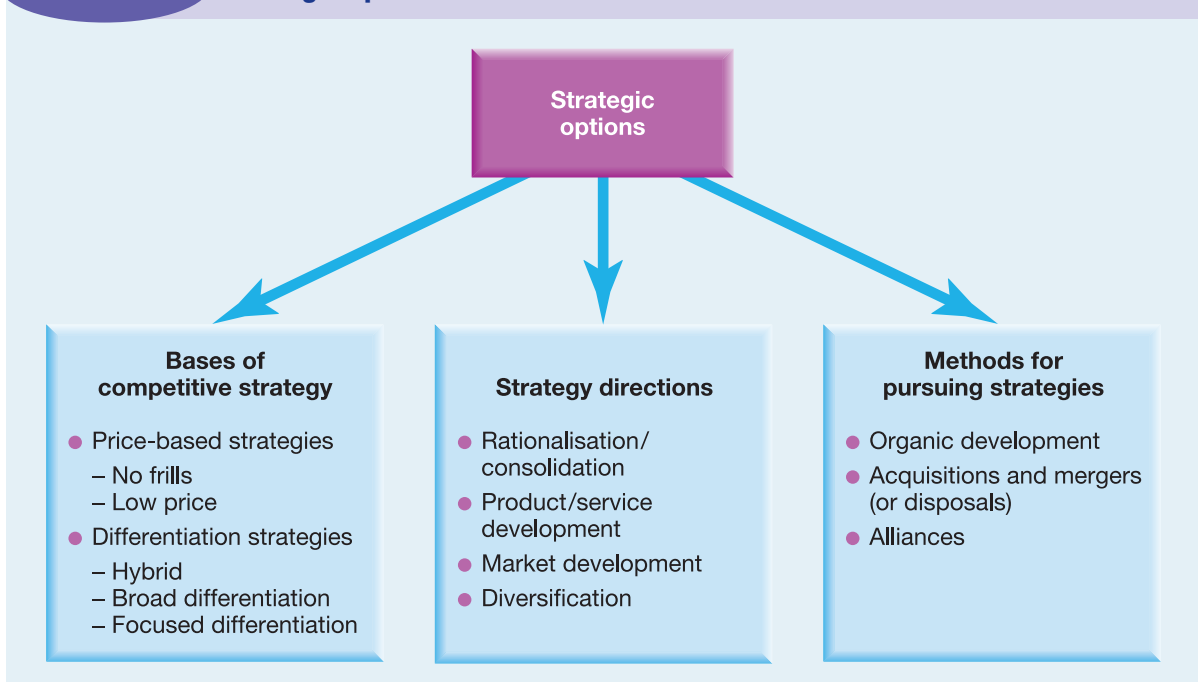 Strategic
options
Bases of
competitive strategy
● Price-based strategies
– No frills
– Low price
● Differentiation strategies
– Hybrid
– Broad differentiation
– Focused differentiation
Strategy directions
● Rationalisation/
consolidation
● Product/service
development
● Market development
● Diversification
Methods for
pursuing strategies
● Organic development
● Acquisitions and mergers
(or disposals)
● Alliances